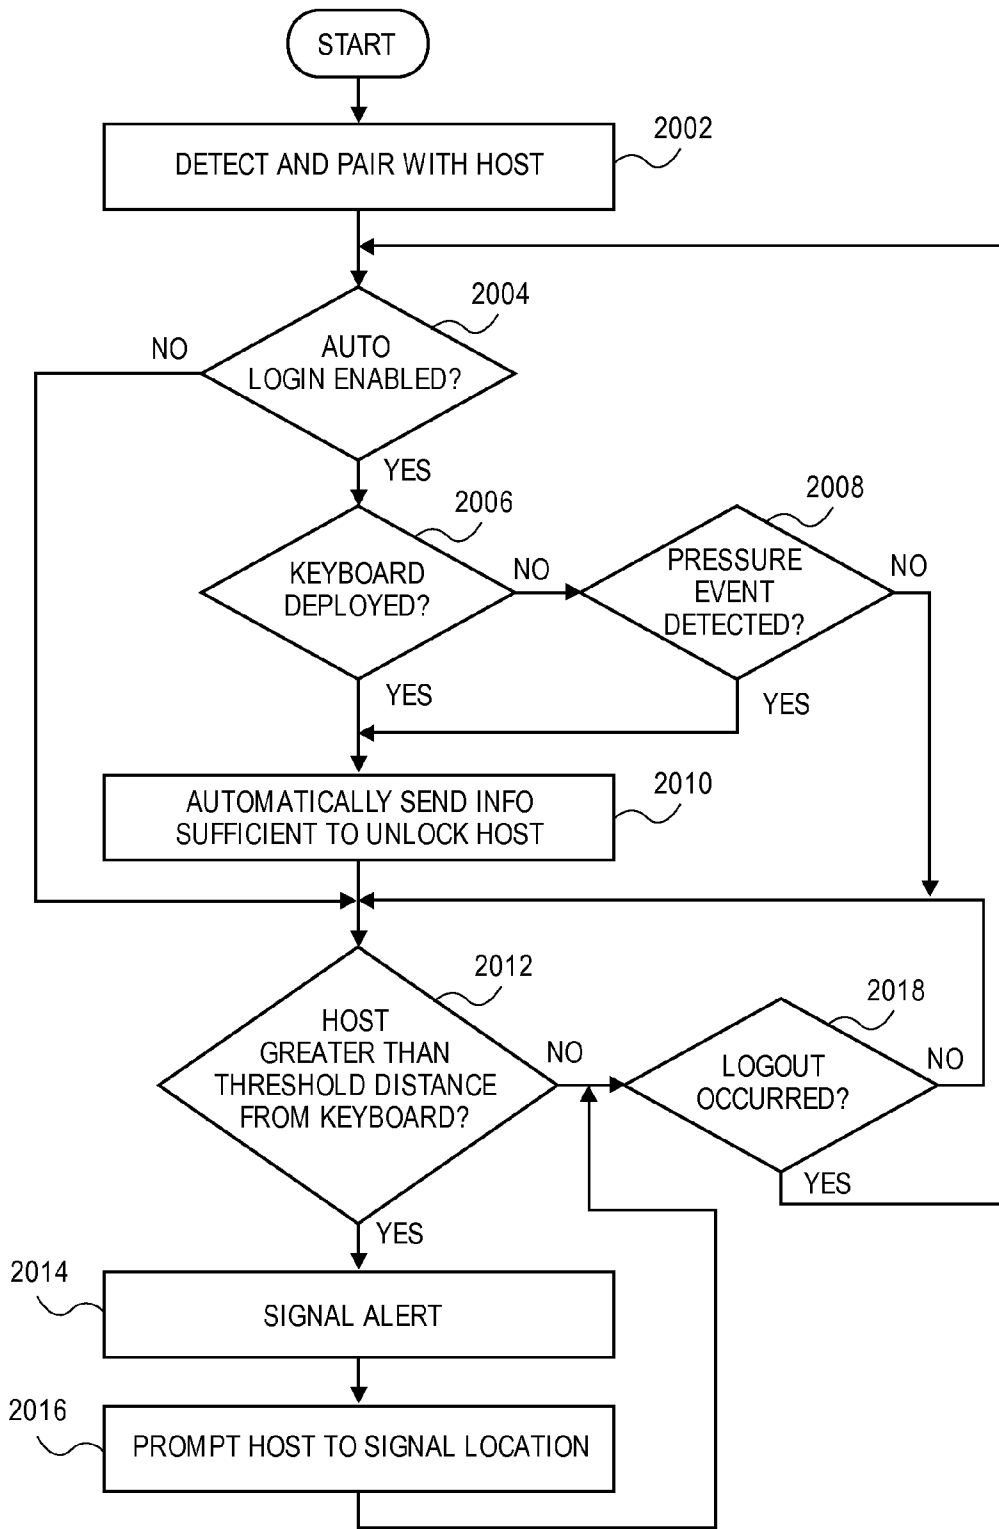 START
2002
DETECT AND PAIR WITH HOST
2004
NO
AUTO
LOGIN ENABLED?
YES
2006
2008
KEYBOARD
DEPLOYED?
NO
PRESSURE
EVENT
DETECTED?
NO
YES
YES
2010
AUTOMATICALLY SEND INFO
SUFFICIENT TO UNLOCK HOST
2012
2018
HOST
GREATER THAN
THRESHOLD DISTANCE
FROM KEYBOARD?
NO
LOGOUT
OCCURRED?
NO
YES
YES
2014
SIGNAL ALERT
2016
PROMPT HOST TO SIGNAL LOCATION